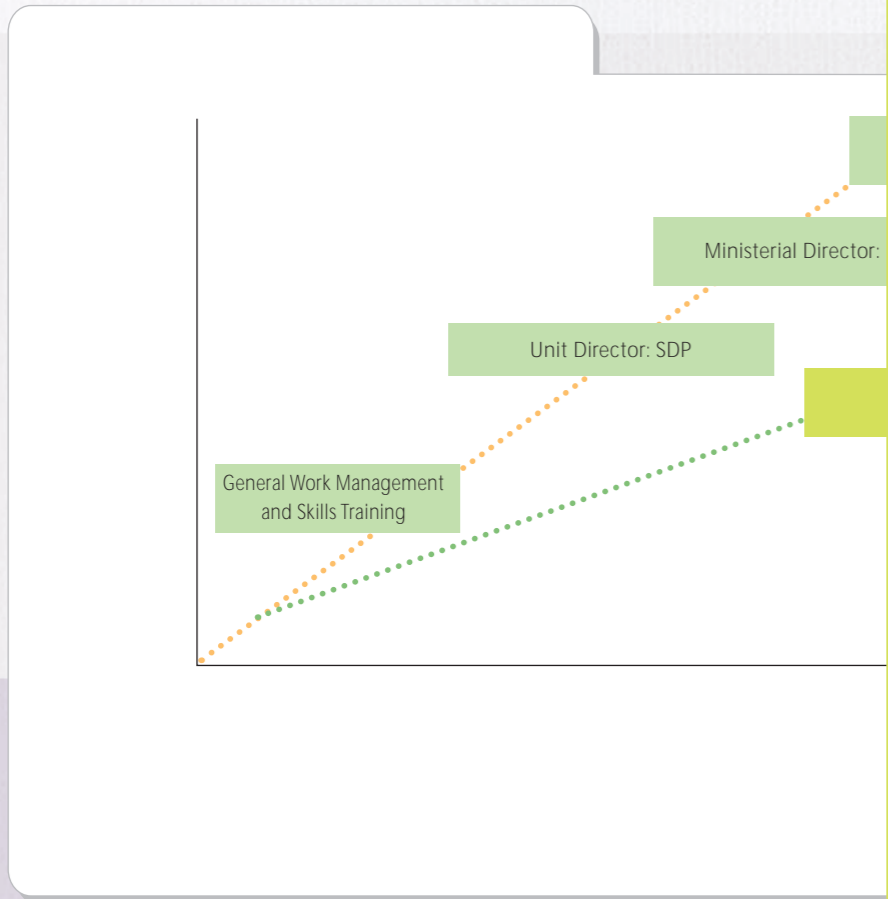 Ministerial Director:
Unit Director: SDP
General Work Management
and Skills Training